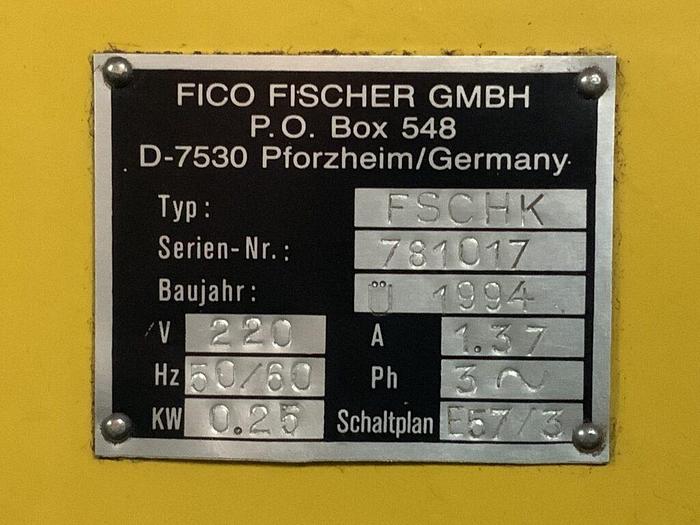 FICO FISCHER GMBH
P.O. Box 548
D-7530 Pforzheim/Germany
Typ: FSCHK
Serien-Nr.: 781017
Baujahr: Ü 1994
V 220 A 1.37
Hz 50/60 Ph 3~
KW 0.25 Schaltplan E57/3